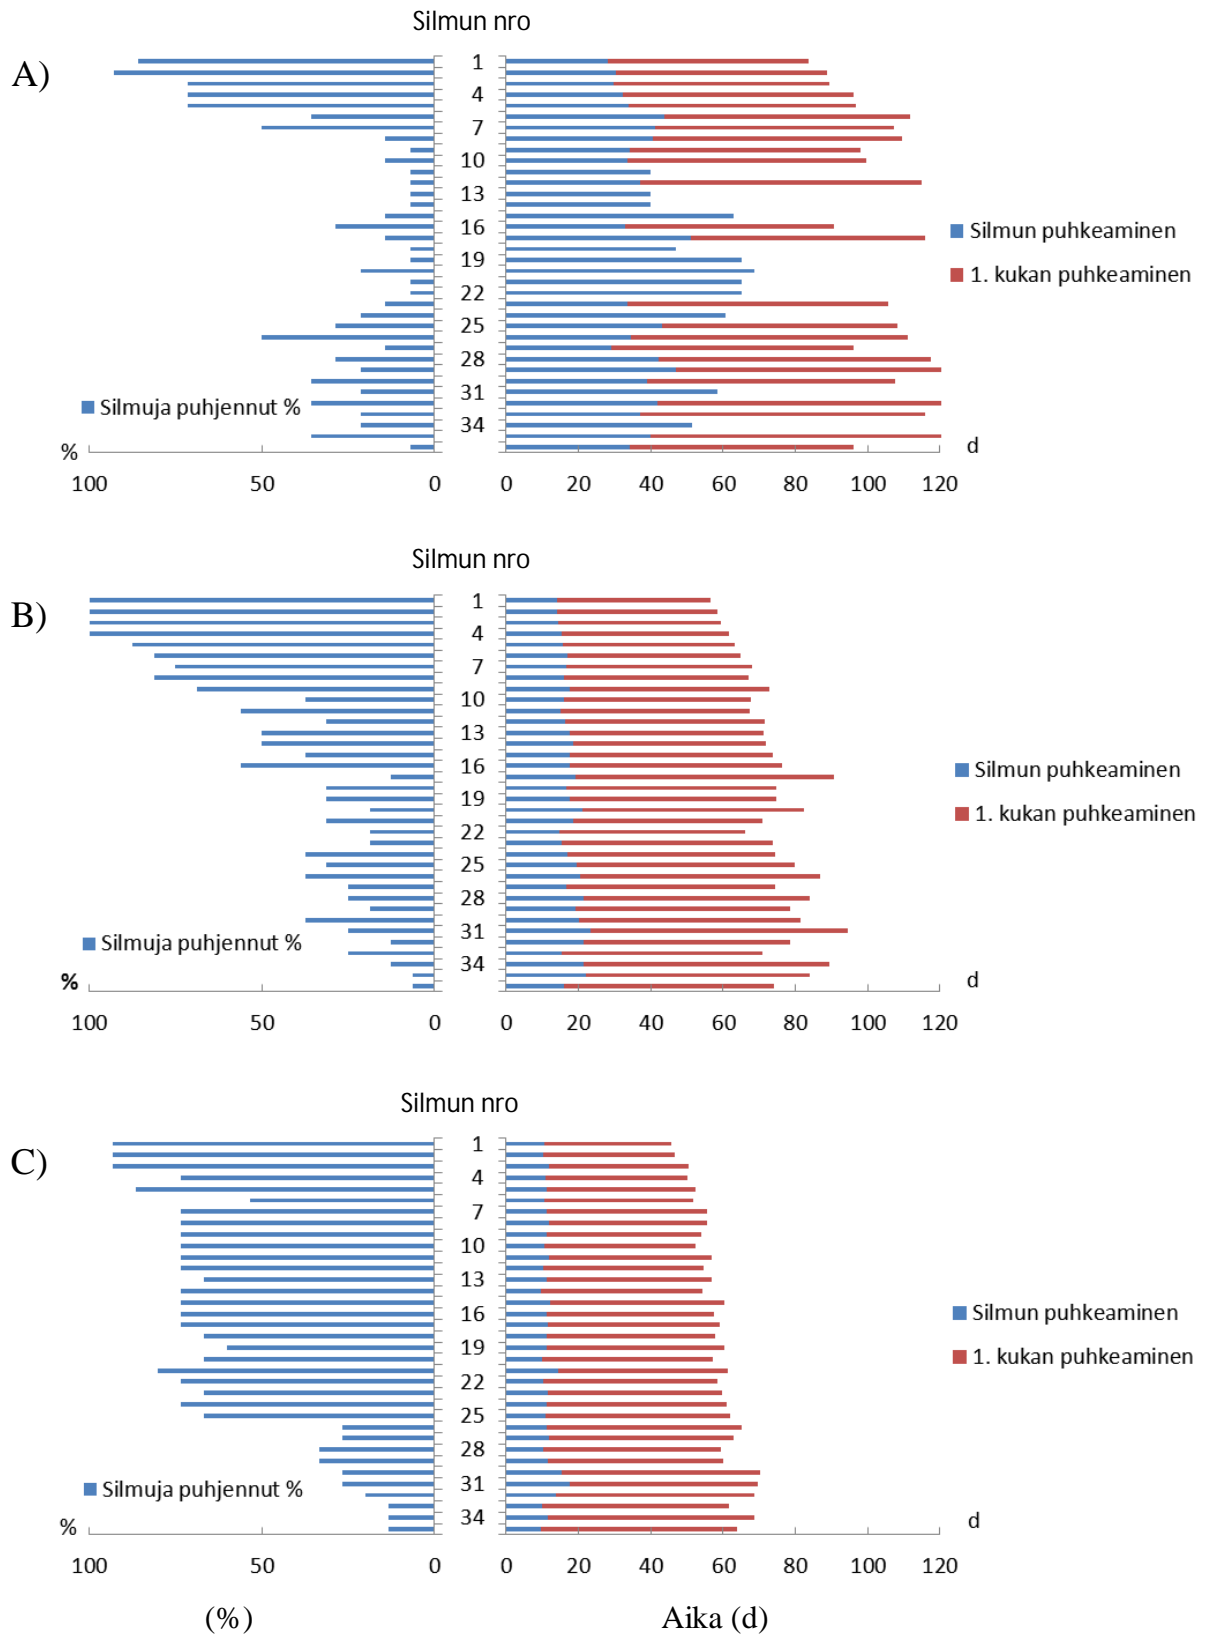 Silmun nro
A)
1
4
7
10
13
16
19
22
25
28
31
34
Silmun puhkeaminen
1. kukan puhkeaminen
Silmuja puhjennut %
% d
100 50 0 0 20 40 60 80 100 120
Silmun nro
B)
1
4
7
10
13
16
19
22
25
28
31
34
Silmun puhkeaminen
1. kukan puhkeaminen
Silmuja puhjennut %
% d
100 50 0 0 20 40 60 80 100 120
Silmun nro
C)
1
4
7
10
13
16
19
22
25
28
31
34
Silmun puhkeaminen
1. kukan puhkeaminen
Silmuja puhjennut %
% d
100 50 0 0 20 40 60 80 100 120
(%) Aika (d)